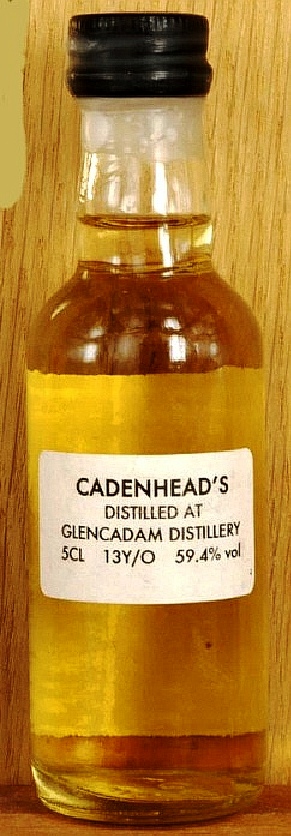 CADENHEAD'S
DISTILLED AT
GLENCADAM DISTILLERY
5CL 13Y/O 59.4% vol